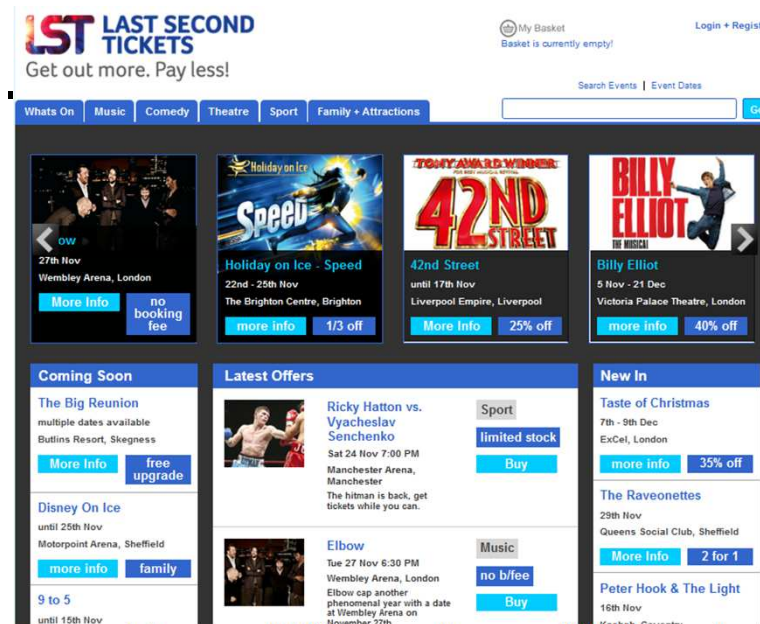 LST LAST SECOND
TICKETS
Get out more. Pay less!
My Basket
Basket is currently empty!
Login + Regist
Search Events | Event Dates
Whats On
Music
Comedy
Theatre
Sport
Family + Attractions
Go
ow
27th Nov
Wembley Arena, London
More Info
no
booking
fee
Holiday on Ice
Speed
Holiday on Ice - Speed
22nd - 25th Nov
The Brighton Centre, Brighton
more info
1/3 off
TONY AWARD WINNER
42ND
STREET
42nd Street
until 17th Nov
Liverpool Empire, Liverpool
More Info
25% off
BILLY
ELLIOT
THE MUSICAL
Billy Elliot
5 Nov - 21 Dec
Victoria Palace Theatre, London
more info
40% off
Coming Soon
The Big Reunion
multiple dates available
Butlins Resort, Skegness
More Info
free
upgrade
Disney On Ice
until 25th Nov
Motorpoint Arena, Sheffield
more info
family
9 to 5
until 15th Nov
Latest Offers
Ricky Hatton vs.
Vyacheslav
Senchenko
Sat 24 Nov 7:00 PM
Manchester Arena,
Manchester
The hitman is back, get
tickets while you can.
Sport
limited stock
Buy
Elbow
Tue 27 Nov 6:30 PM
Wembley Arena, London
Elbow cap another
phenomenal year with a date
at Wembley Arena on
November 27th
Music
no b/fee
Buy
New In
Taste of Christmas
7th - 9th Dec
ExCel, London
more info
35% off
The Raveonettes
29th Nov
Queens Social Club, Sheffield
More Info
2 for 1
Peter Hook & The Light
16th Nov
Kasbah, Coventry